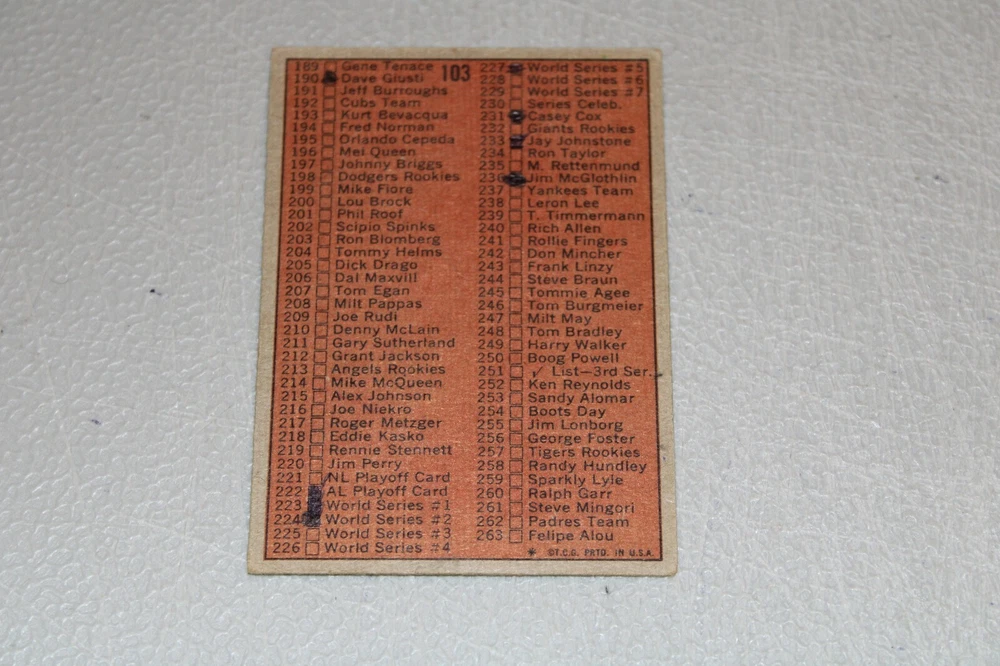 103
189 Gene Tenace
190 Dave Giusti
191 Jeff Burroughs
192 Cubs Team
193 Kurt Bevacqua
194 Fred Norman
195 Orlando Cepeda
196 Mel Queen
197 Johnny Briggs
198 Dodgers Rookies
199 Mike Fiore
200 Lou Brock
201 Phil Roof
202 Scipio Spinks
203 Ron Blomberg
204 Tommy Helms
205 Dick Drago
206 Dal Maxvill
207 Tom Egan
208 Milt Pappas
209 Joe Rudi
210 Denny McLain
211 Gary Sutherland
212 Grant Jackson
213 Angels Rookies
214 Mike McQueen
215 Alex Johnson
216 Joe Niekro
217 Roger Metzger
218 Eddie Kasko
219 Rennie Stennett
220 Jim Perry
221 NL Playoff Card
222 AL Playoff Card
223 World Series #1
224 World Series #2
225 World Series #3
226 World Series #4
227 World Series #5
228 World Series #6
229 World Series #7
230 Series Celeb.
231 Casey Cox
232 Giants Rookies
233 Jay Johnstone
234 Ron Taylor
235 M. Rettenmund
236 Jim McGlothlin
237 Yankees Team
238 Leron Lee
239 T. Timmermann
240 Rich Allen
241 Rollie Fingers
242 Don Mincher
243 Frank Linzy
244 Steve Braun
245 Tommie Agee
246 Tom Burgmeier
247 Milt May
248 Tom Bradley
249 Harry Walker
250 Boog Powell
251 ✓ List—3rd Ser.
252 Ken Reynolds
253 Sandy Alomar
254 Boots Day
255 Jim Lonborg
256 George Foster
257 Tigers Rookies
258 Randy Hundley
259 Sparkly Lyle
260 Ralph Garr
261 Steve Mingori
262 Padres Team
263 Felipe Alou
* ©T.C.G. PRTD. IN U.S.A.